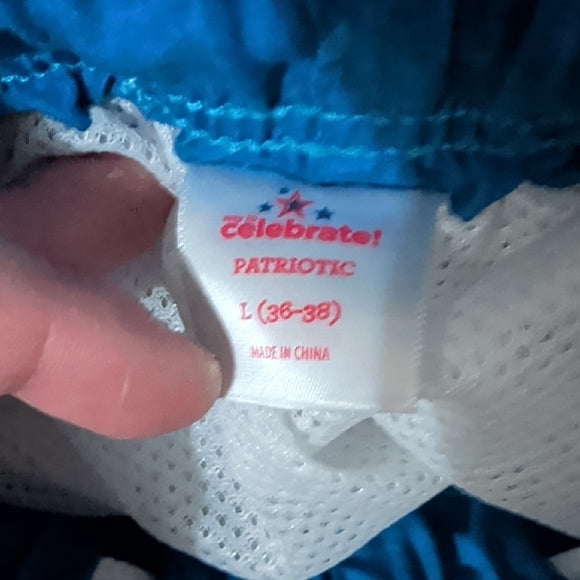 celebrate!
PATRIOTIC
L (36-38)
MADE IN CHINA